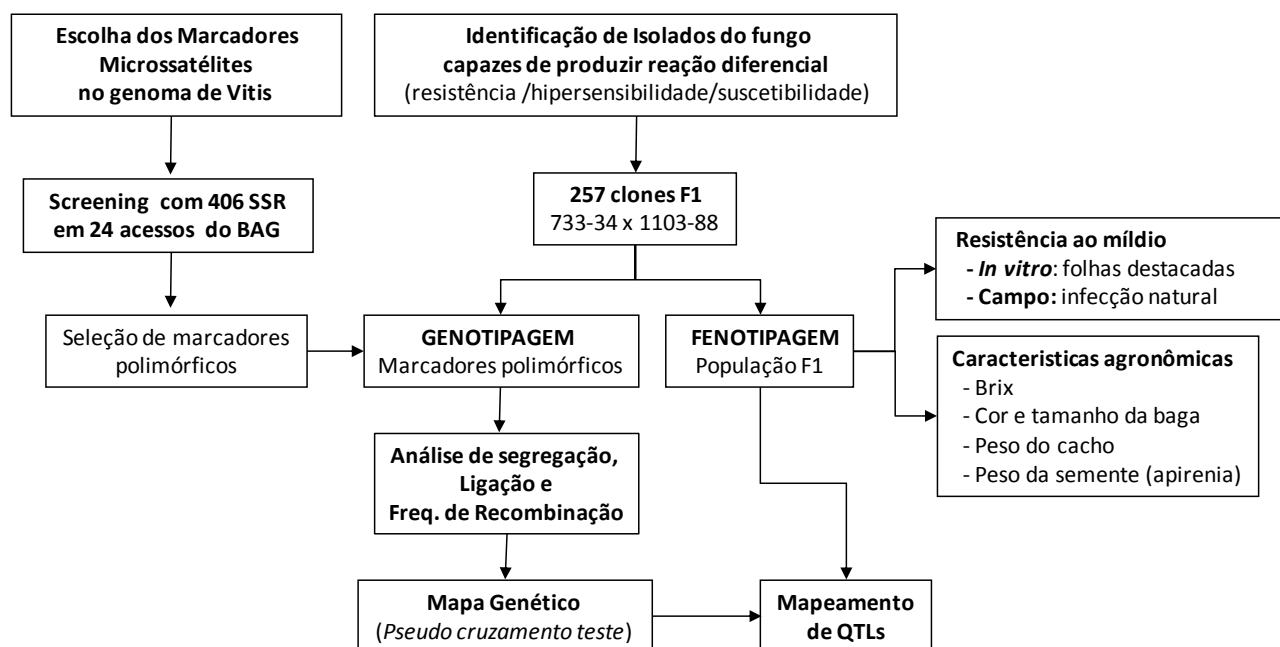 Escolha dos Marcadores
Microssatélites
no genoma de Vitis
Identificação de Isolados do fungo
capazes de produzir reação diferencial
(resistência /hipersensibilidade/suscetibilidade)
Screening com 406 SSR
em 24 acessos do BAG
257 clones F1
733-34 x 1103-88
Resistência ao míldio
- In vitro: folhas destacadas
- Campo: infecção natural
Seleção de marcadores
polimórficos
GENOTIPAGEM
Marcadores polimórficos
FENOTIPAGEM
População F1
Caracteristicas agronômicas
- Brix
- Cor e tamanho da baga
- Peso do cacho
- Peso da semente (apirenia)
Análise de segregação,
Ligação e
Freq. de Recombinação
Mapa Genético
(Pseudo cruzamento teste)
Mapeamento
de QTLs